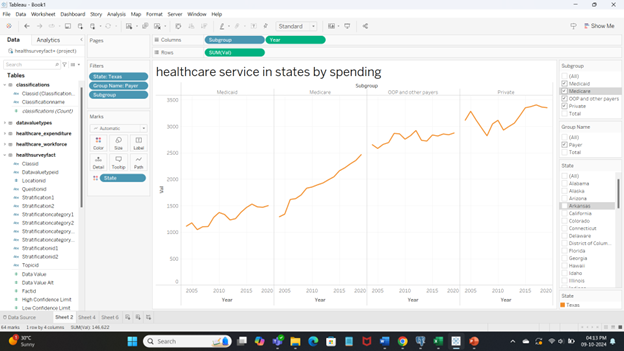 Tableau - Book1
File Data Worksheet Dashboard Story Analysis Map Format Server Window Help
Standard
Show Me
Data Analytics
healthsurveyfact+ (project)
Search
Tables
classifications
Classid (Classification...
Classificationname
classifications (Count)
datavaluetypes
healthcare_expenditure
healthcare_workforce
healthsurveyfact
Classid
Datavaluetypeid
Locationid
Questionid
Stratification1
Stratification2
Stratificationcategory1
Stratificationcategory2
Stratificationcategory...
Stratificationcategory...
Stratificationid1
Stratificationid2
Topicid
Data Value
Data Value Alt
Factid
High Confidence Limit
Low Confidence Limit
Pages
Filters
State: Texas
Group Name: Payer
Subgroup
Marks
Automatic
Color Size Label
Detail Tooltip Path
State
Columns Subgroup Year
Rows SUM(Val)
healthcare service in states by spending
Subgroup
Medicaid Medicare OOP and other payers Private
Val
3500
3000
2500
2000
1500
1000
500
0
2005 2010 2015 2020 2005 2010 2015 2020 2005 2010 2015 2020 2005 2010 2015 2020
Year Year Year Year
Subgroup
(All)
Medicaid
Medicare
OOP and other payers
Private
Total
Group Name
(All)
Payer
Total
State
(All)
Alabama
Alaska
Arizona
Arkansas
California
Colorado
Connecticut
Delaware
District of Colum...
Florida
Georgia
Hawaii
Idaho
Illinois
State
Texas
Data Source Sheet 2 Sheet 4 Sheet 6
64 marks 1 row by 4 columns SUM(Val): 146,622
30°C
Sunny
Search
04:13 PM
09-10-2024